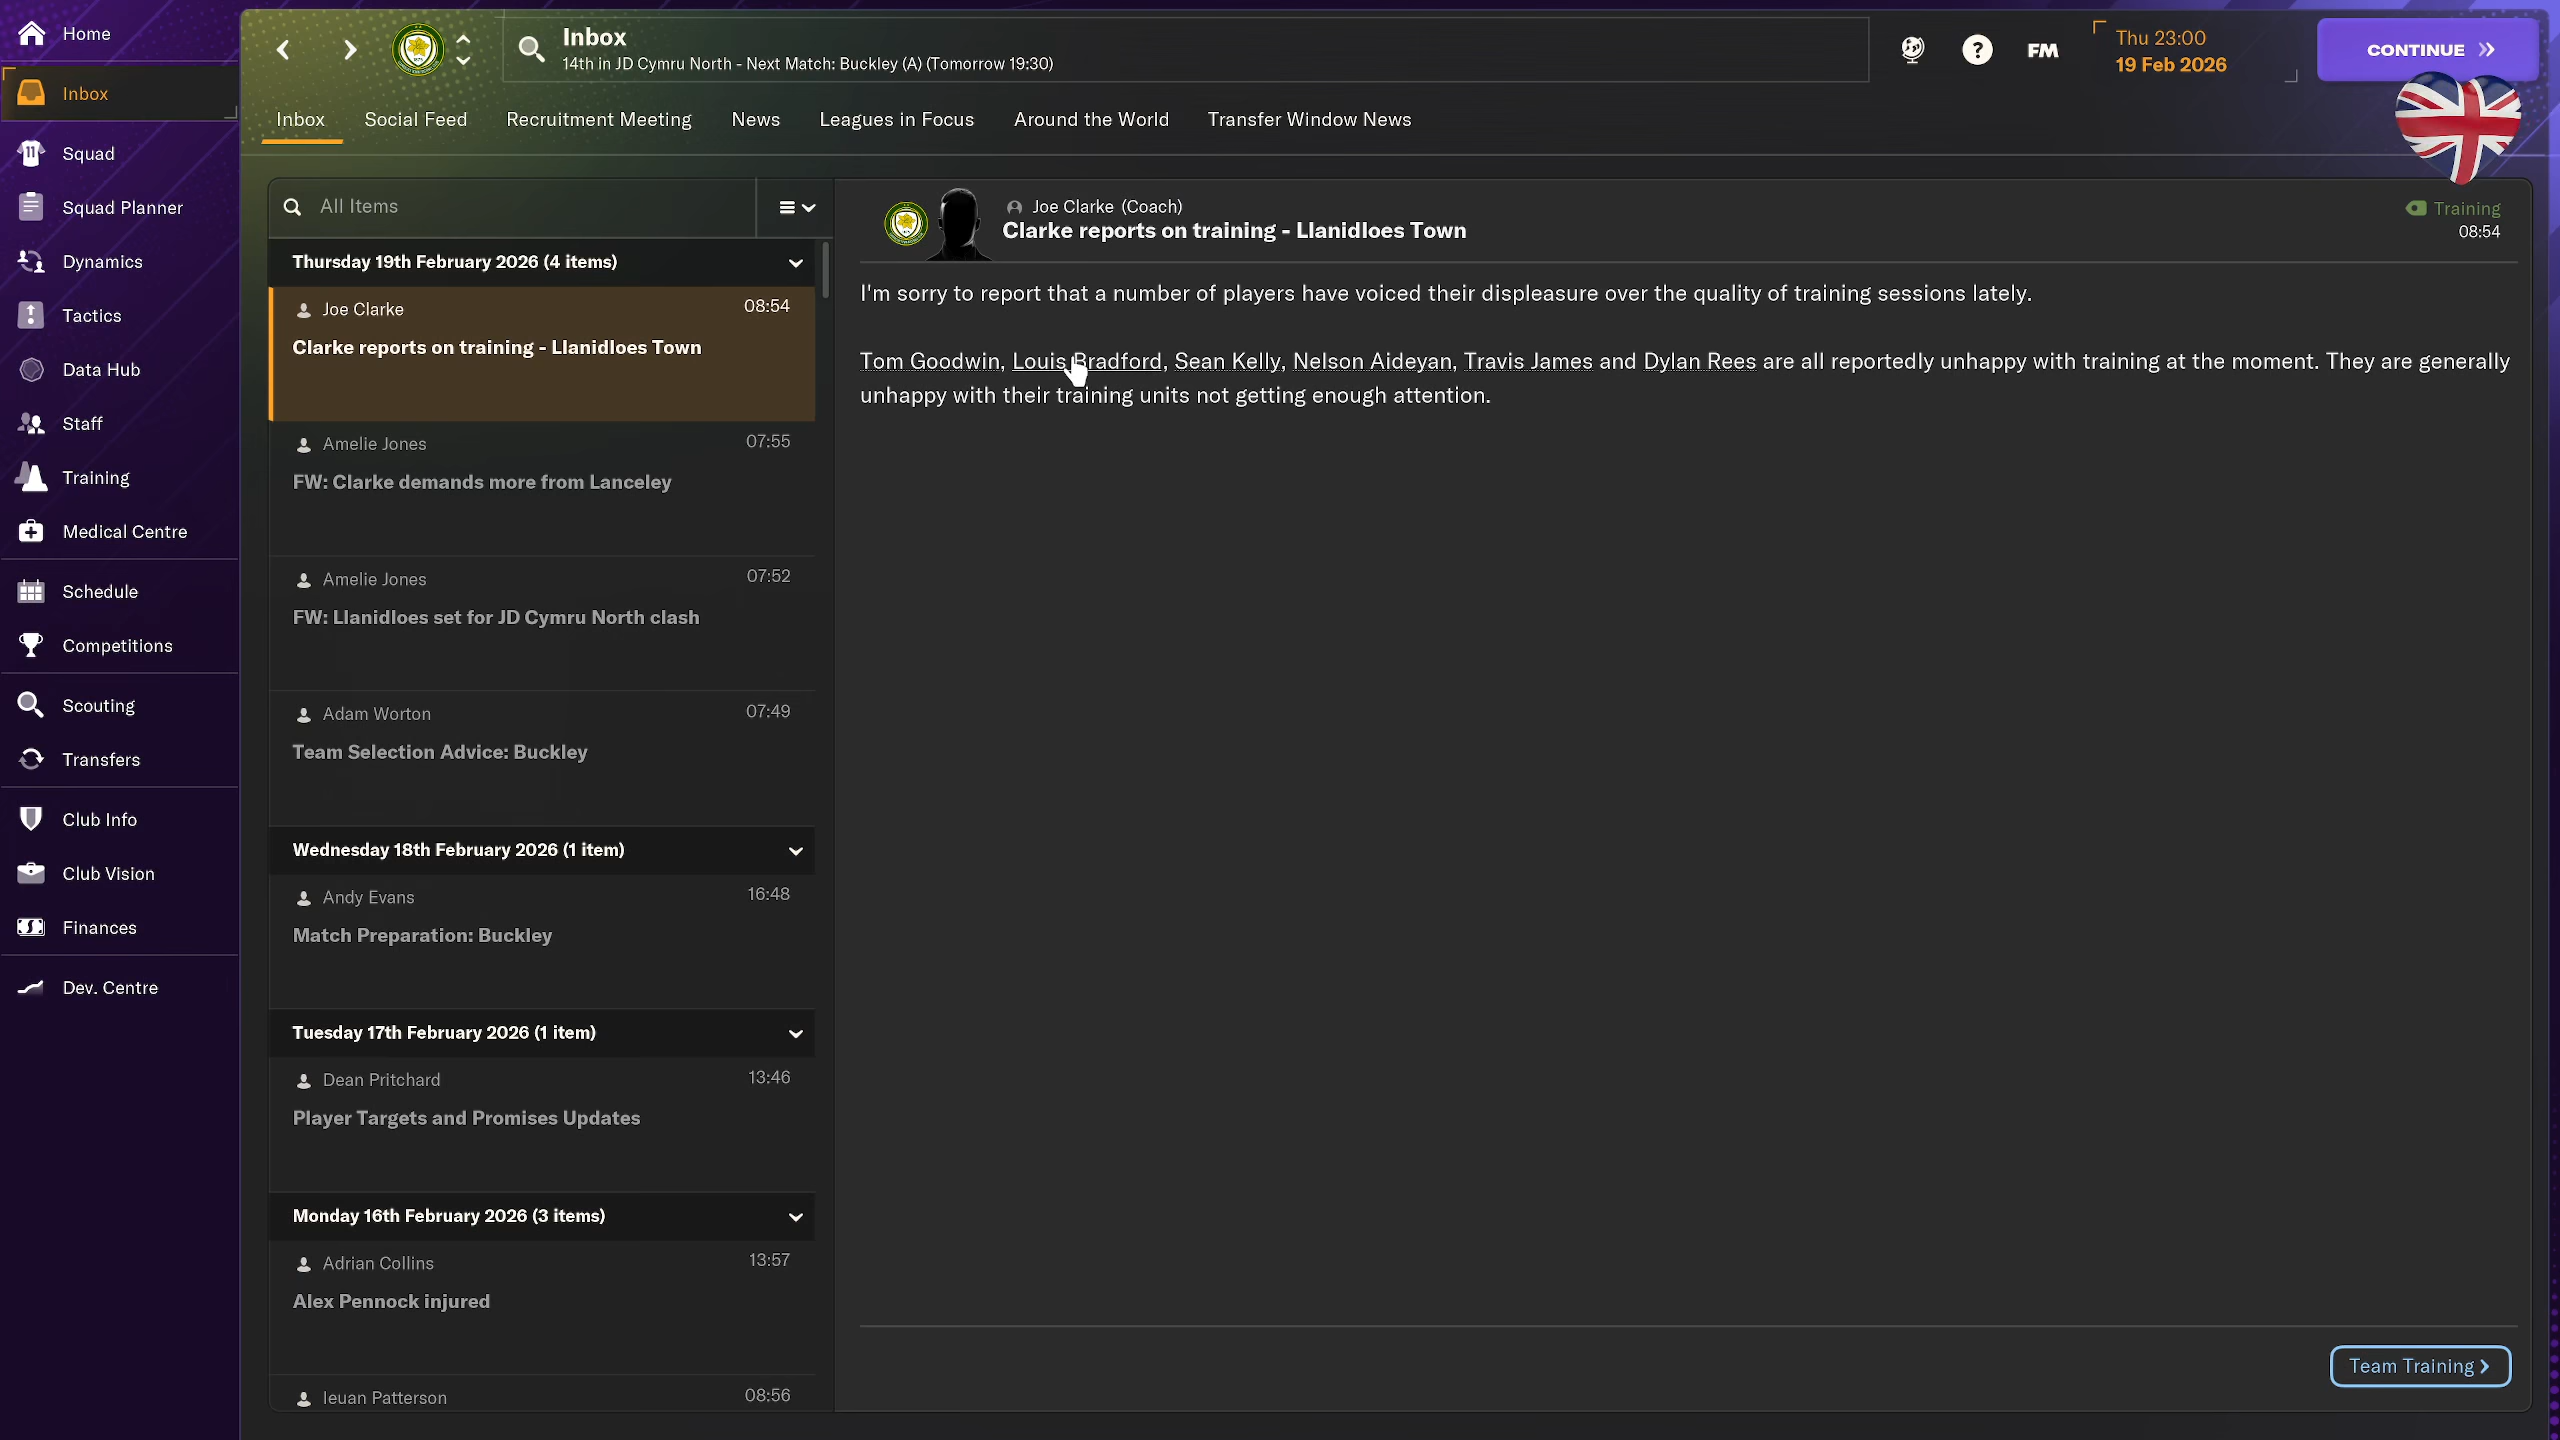 Home
Inbox
Squad
Squad Planner
Dynamics
Tactics
Data Hub
Staff
Training
Medical Centre
Schedule
Competitions
Scouting
Transfers
Club Info
Club Vision
Finances
Dev. Centre
Inbox
14th in JD Cymru North - Next Match: Buckley (A) (Tomorrow 19:30)
FM
Thu 23:00
19 Feb 2026
CONTINUE
Inbox
Social Feed
Recruitment Meeting
News
Leagues in Focus
Around the World
Transfer Window News
All Items
Thursday 19th February 2026 (4 items)
Joe Clarke
08:54
Clarke reports on training - Llanidloes Town
Amelie Jones
07:55
FW: Clarke demands more from Lanceley
Amelie Jones
07:52
FW: Llanidloes set for JD Cymru North clash
Adam Worton
07:49
Team Selection Advice: Buckley
Wednesday 18th February 2026 (1 item)
Andy Evans
16:48
Match Preparation: Buckley
Tuesday 17th February 2026 (1 item)
Dean Pritchard
13:46
Player Targets and Promises Updates
Monday 16th February 2026 (3 items)
Adrian Collins
13:57
Alex Pennock injured
Ieuan Patterson
08:56
Joe Clarke (Coach)
Clarke reports on training - Llanidloes Town
Training
08:54
I'm sorry to report that a number of players have voiced their displeasure over the quality of training sessions lately.
Tom Goodwin, Louis Bradford, Sean Kelly, Nelson Aideyan, Travis James and Dylan Rees are all reportedly unhappy with training at the moment. They are generally
unhappy with their training units not getting enough attention.
Team Training